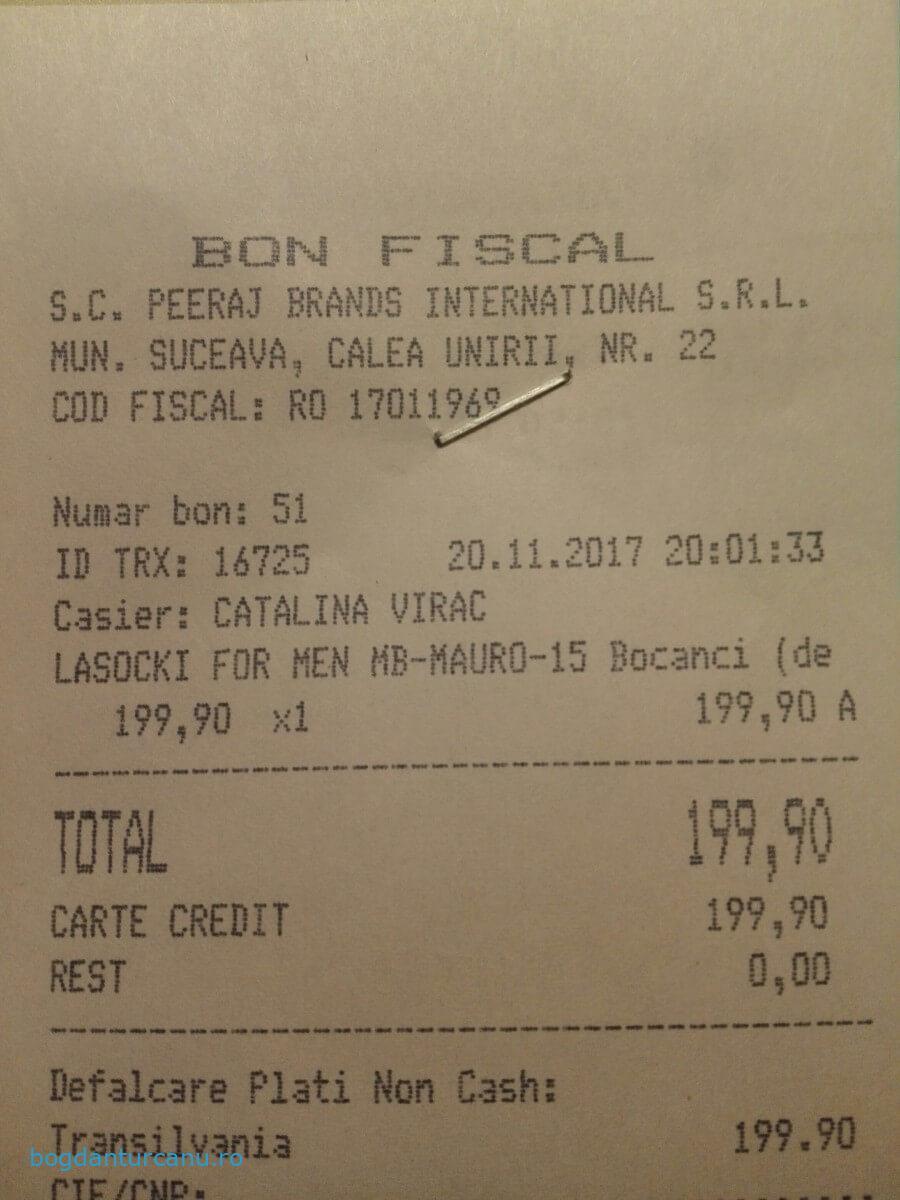 BON FISCAL
S.C. PEERAJ BRANDS INTERNATIONAL S.R.L.
MUN. SUCEAVA, CALEA UNIRII, NR. 22
COD FISCAL: RO 17011969
Numar bon: 51
ID TRX: 16725 20.11.2017 20:01:33
Casier: CATALINA VIRAC
LASOCKI FOR MEN MB-MAURO-15 Bocanci (de
199,90 x1 199,90 A
TOTAL 199,90
CARTE CREDIT 199,90
REST 0,00
Defalcare Plati Non Cash:
Transilvania 199.90
bogdanturcanu.ro
CIF/CNP: